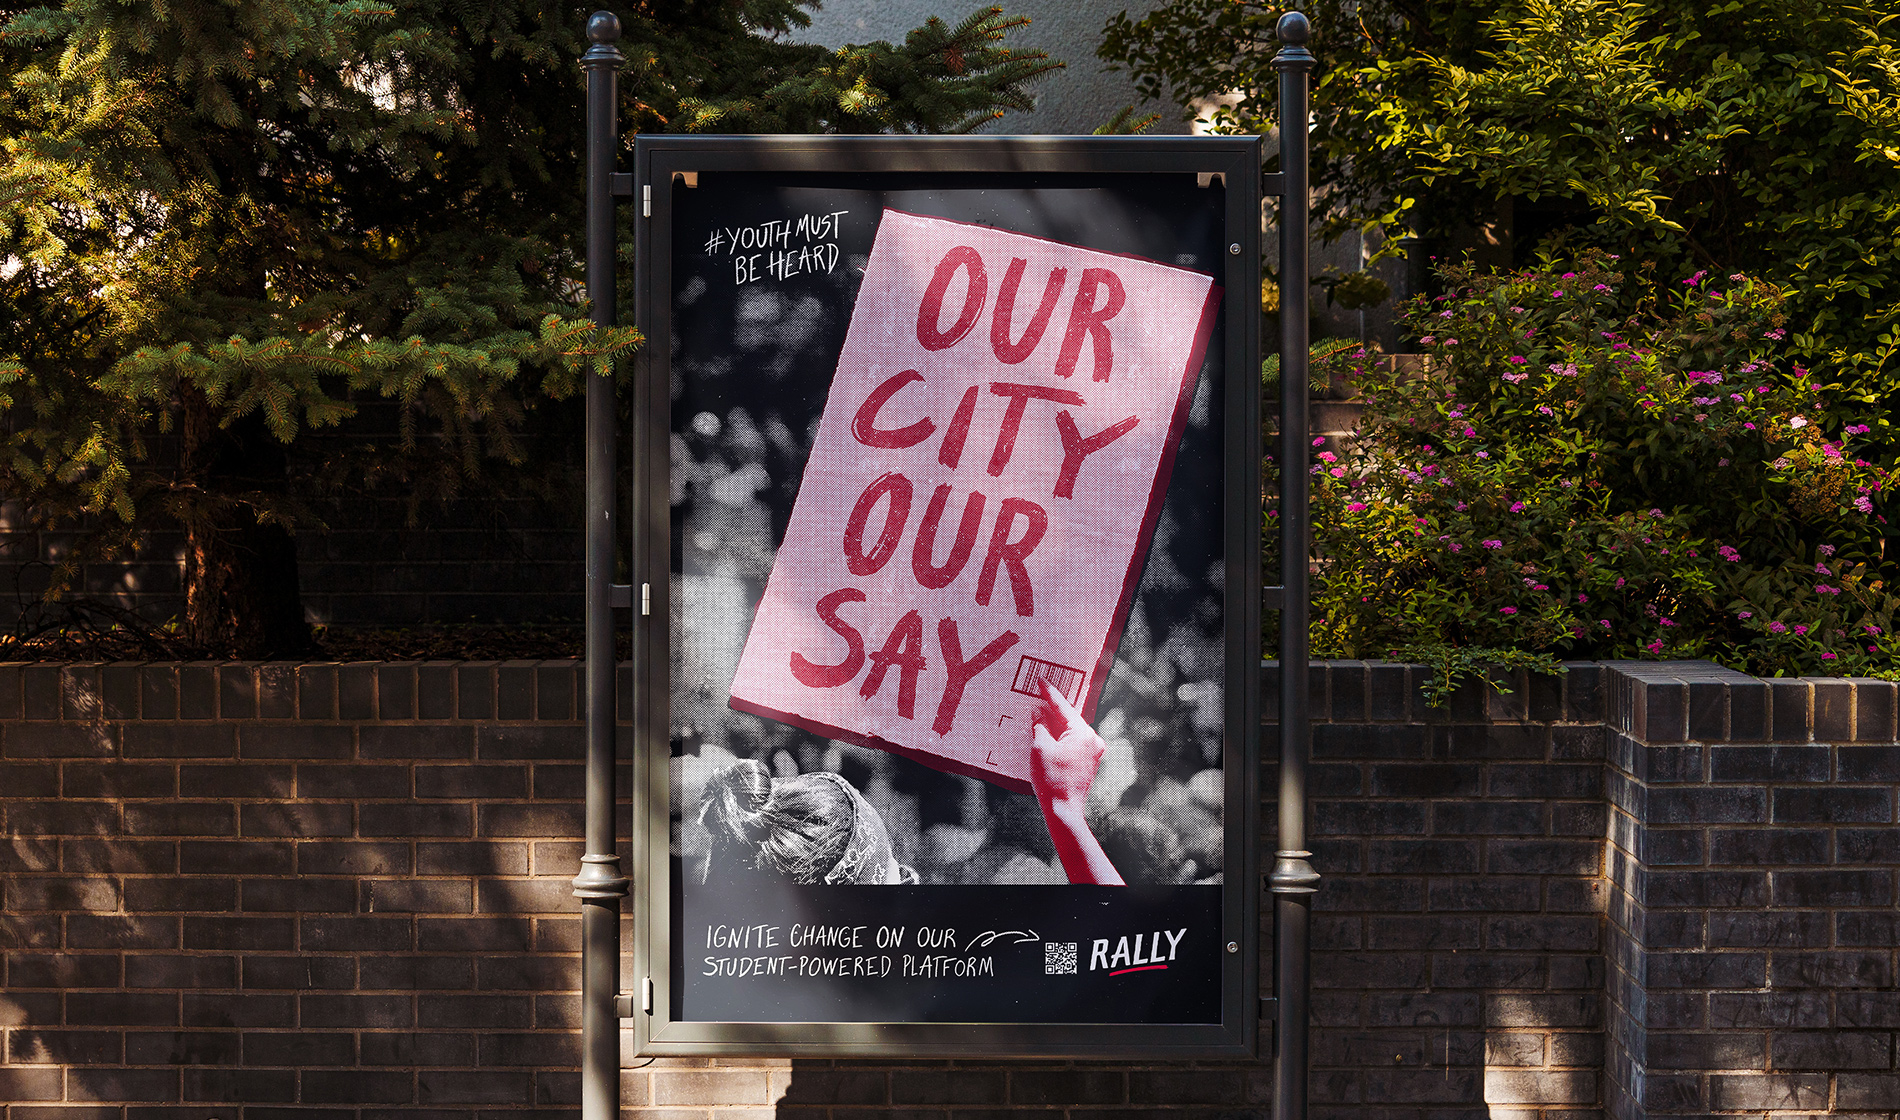 #YOUTH MUST
BE HEARD
OUR
CITY
OUR
SAY
IGNITE CHANGE ON OUR
STUDENT-POWERED PLATFORM
RALLY